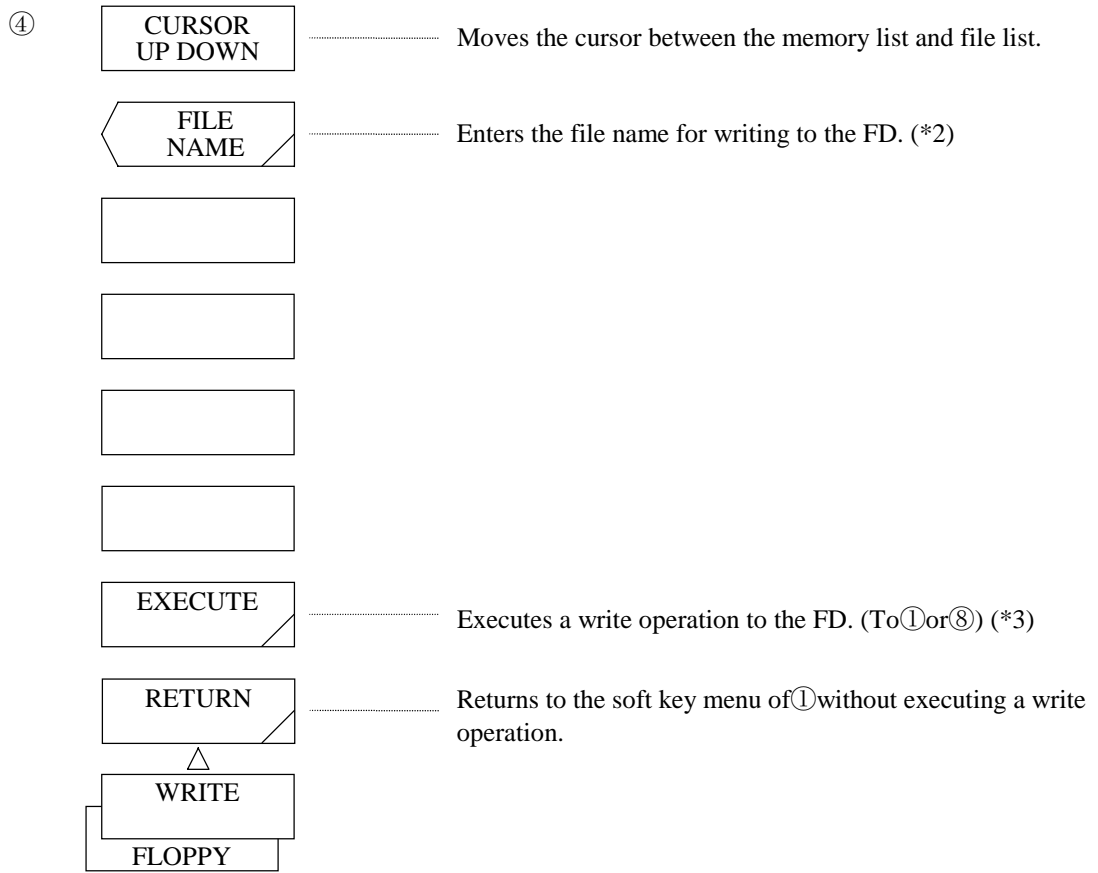 ④
CURSOR
UP DOWN
Moves the cursor between the memory list and file list.
FILE
NAME
Enters the file name for writing to the FD. (*2)
EXECUTE
Executes a write operation to the FD. (To①or⑧) (*3)
RETURN
Returns to the soft key menu of①without executing a write
operation.
WRITE
FLOPPY